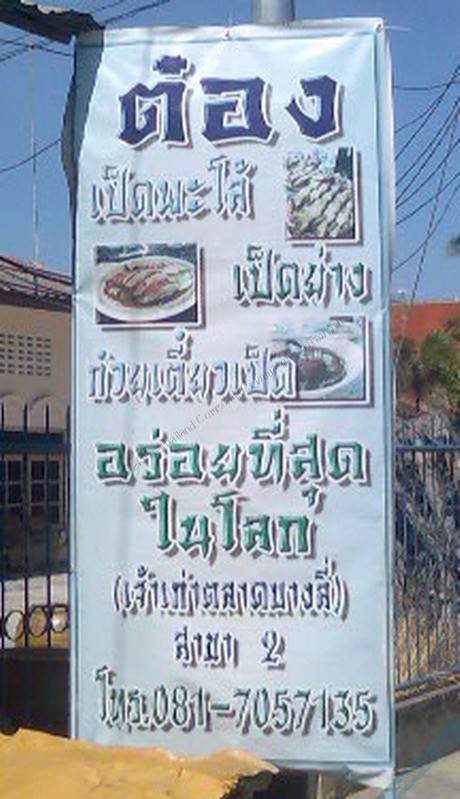 ต๋อง
เป็ดพะโล้
เป็ดย่าง
ก๋วยเตี๋ยวเป็ด
อร่อยที่สุด
ในโลก
(เจ้าเก่าตลาดบางลี่)
สาขา 2
โทร.081-7057135